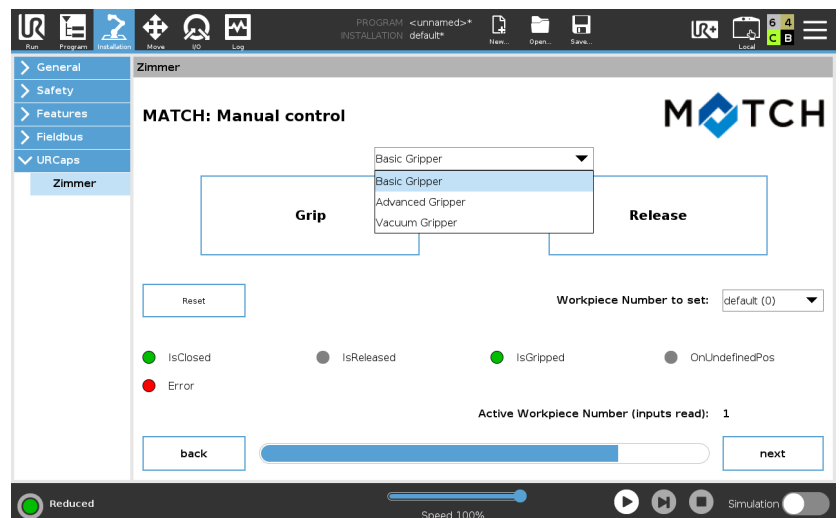 PROGRAM <unnamed>*
INSTALLATION default*
Run
Program
Installation
Move
I/O
Log
New...
Open...
Save...
UR
UR+
Local
6 4
C B
General
Safety
Features
Fieldbus
URCaps
Zimmer
Zimmer
MATCH: Manual control
MATCH
Basic Gripper
Basic Gripper
Advanced Gripper
Vacuum Gripper
Grip
Release
Reset
Workpiece Number to set:
default (0)
IsClosed
IsReleased
IsGripped
OnUndefinedPos
Error
Active Workpiece Number (inputs read): 1
back
next
Reduced
Speed 100%
Simulation